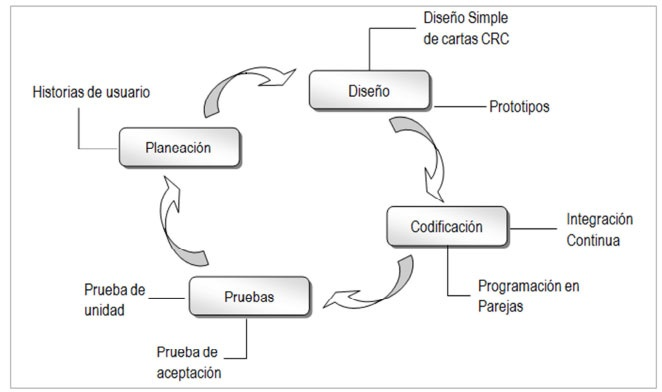 Diseño Simple
de cartas CRC
Historias de usuario
Diseño
Prototipos
Planeación
Codificación
Integración
Continua
Programación en
Parejas
Pruebas
Prueba de
unidad
Prueba de
aceptación